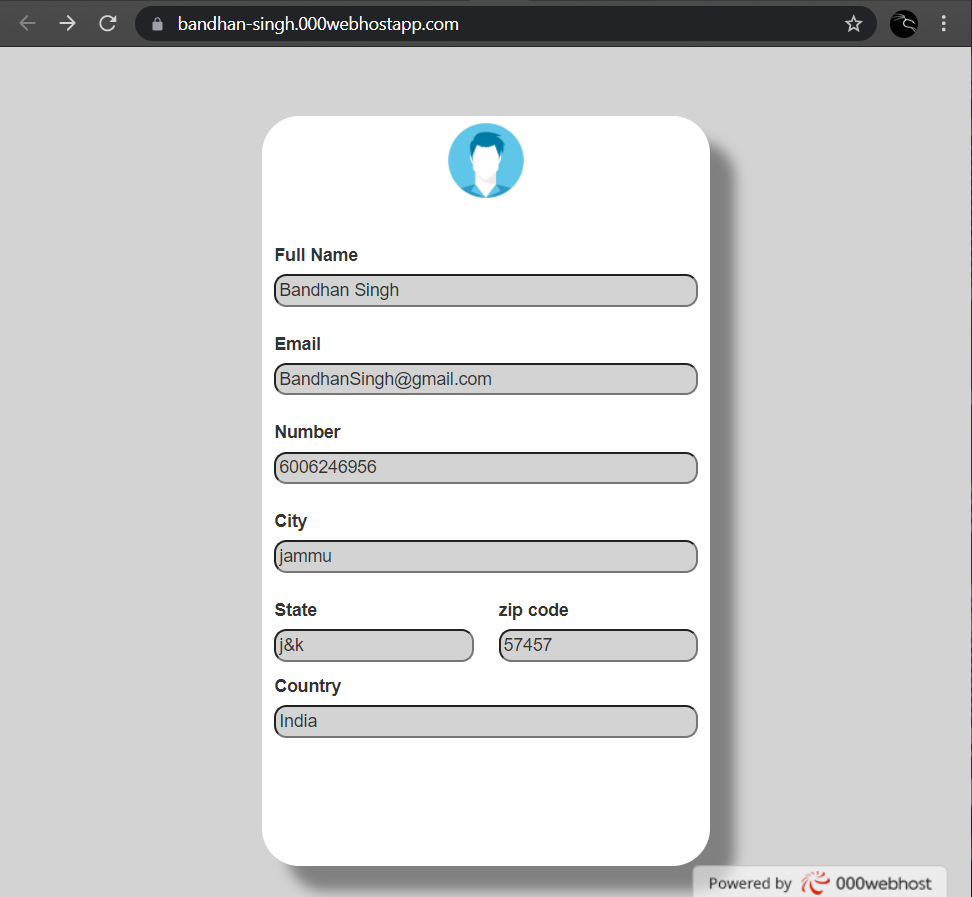 bandhan-singh.000webhostapp.com
Full Name
Bandhan Singh
Email
BandhanSingh@gmail.com
Number
6006246956
City
jammu
State zip code
j&k 57457
Country
India
Powered by 000webhost